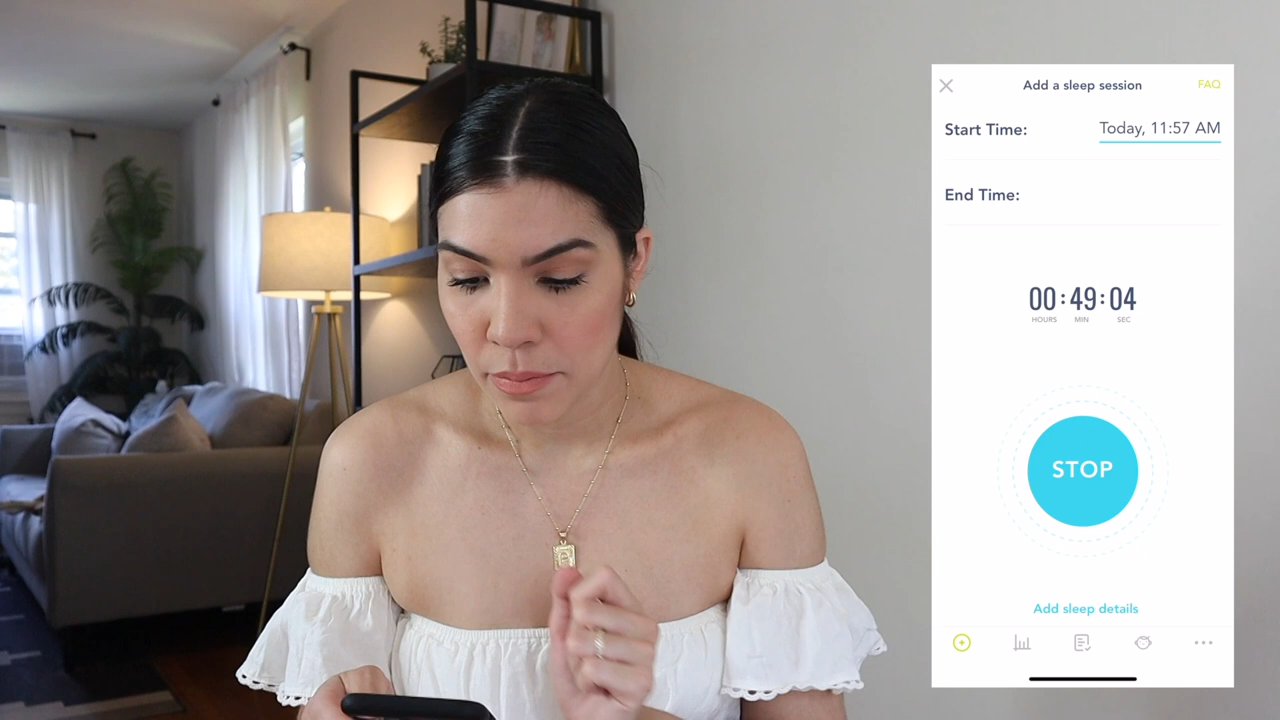 Add a sleep session
FAQ
Start Time:
Today, 11:57 AM
End Time:
00:49:04
HOURS
MIN
SEC
STOP
Add sleep details